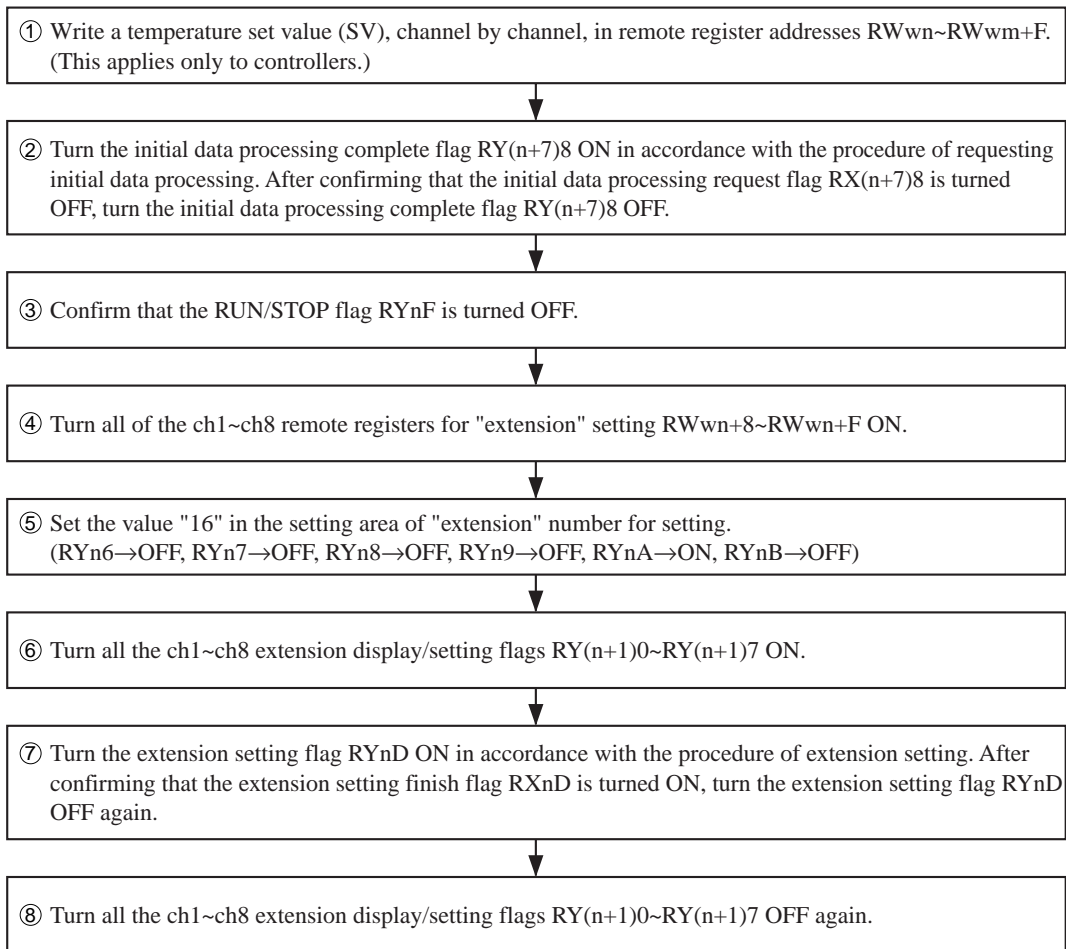 ① Write a temperature set value (SV), channel by channel, in remote register addresses RWwn~RWwm+F.
(This applies only to controllers.)
② Turn the initial data processing complete flag RY(n+7)8 ON in accordance with the procedure of requesting
initial data processing. After confirming that the initial data processing request flag RX(n+7)8 is turned
OFF, turn the initial data processing complete flag RY(n+7)8 OFF.
③ Confirm that the RUN/STOP flag RYnF is turned OFF.
④ Turn all of the ch1~ch8 remote registers for "extension" setting RWwn+8~RWwn+F ON.
⑤ Set the value "16" in the setting area of "extension" number for setting.
(RYn6→OFF, RYn7→OFF, RYn8→OFF, RYn9→OFF, RYnA→ON, RYnB→OFF)
⑥ Turn all the ch1~ch8 extension display/setting flags RY(n+1)0~RY(n+1)7 ON.
⑦ Turn the extension setting flag RYnD ON in accordance with the procedure of extension setting. After
confirming that the extension setting finish flag RXnD is turned ON, turn the extension setting flag RYnD
OFF again.
⑧ Turn all the ch1~ch8 extension display/setting flags RY(n+1)0~RY(n+1)7 OFF again.